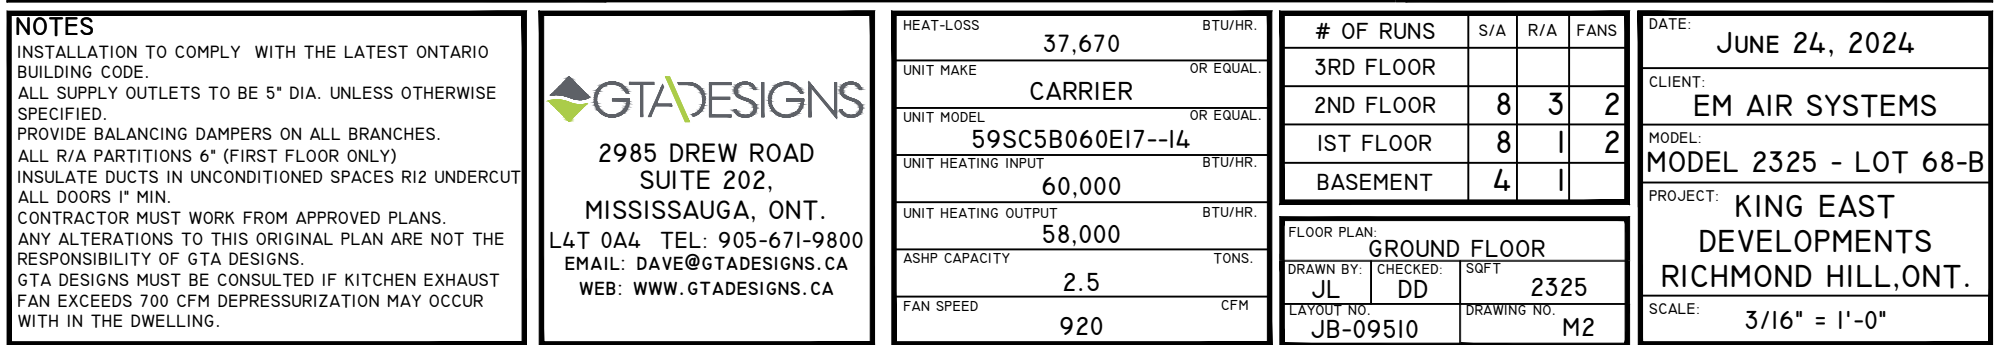 NOTES
INSTALLATION TO COMPLY WITH THE LATEST ONTARIO
BUILDING CODE.
ALL SUPPLY OUTLETS TO BE 5" DIA. UNLESS OTHERWISE
SPECIFIED.
PROVIDE BALANCING DAMPERS ON ALL BRANCHES.
ALL R/A PARTITIONS 6" (FIRST FLOOR ONLY)
INSULATE DUCTS IN UNCONDITIONED SPACES R12 UNDERCUT
ALL DOORS 1" MIN.
CONTRACTOR MUST WORK FROM APPROVED PLANS.
ANY ALTERATIONS TO THIS ORIGINAL PLAN ARE NOT THE
RESPONSIBILITY OF GTA DESIGNS.
GTA DESIGNS MUST BE CONSULTED IF KITCHEN EXHAUST
FAN EXCEEDS 700 CFM DEPRESSURIZATION MAY OCCUR
WITH IN THE DWELLING.
GTA\DESIGNS
2985 DREW ROAD
SUITE 202,
MISSISSAUGA, ONT.
L4T 0A4 TEL: 905-671-9800
EMAIL: DAVE@GTADESIGNS.CA
WEB: WWW.GTADESIGNS.CA
HEAT-LOSS BTU/HR.
37,670
UNIT MAKE OR EQUAL.
CARRIER
UNIT MODEL OR EQUAL.
59SC5B060E17--14
UNIT HEATING INPUT BTU/HR.
60,000
UNIT HEATING OUTPUT BTU/HR.
58,000
ASHP CAPACITY TONS.
2.5
FAN SPEED CFM
920
# OF RUNS S/A R/A FANS
3RD FLOOR
2ND FLOOR 8 3 2
1ST FLOOR 8 1 2
BASEMENT 4 1
FLOOR PLAN:
GROUND FLOOR
DRAWN BY: CHECKED: SQFT
JL DD 2325
LAYOUT NO. DRAWING NO.
JB-09510 M2
DATE:
JUNE 24, 2024
CLIENT:
EM AIR SYSTEMS
MODEL:
MODEL 2325 - LOT 68-B
PROJECT:
KING EAST
DEVELOPMENTS
RICHMOND HILL,ONT.
SCALE:
3/16" = 1'-0"